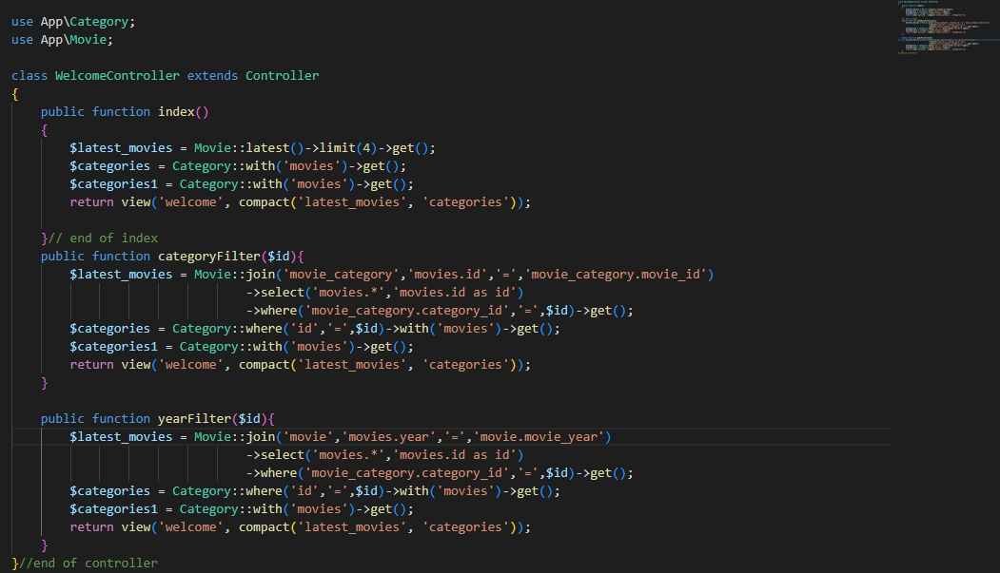 use App\Category;
use App\Movie;
class WelcomeController extends Controller
{
public function index()
{
$latest_movies = Movie::latest()->limit(4)->get();
$categories = Category::with('movies')->get();
$categories1 = Category::with('movies')->get();
return view('welcome', compact('latest_movies', 'categories'));
}// end of index
public function categoryFilter($id){
$latest_movies = Movie::join('movie_category','movies.id','=','movie_category.movie_id')
->select('movies.*','movies.id as id')
->where('movie_category.category_id','=',$id)->get();
$categories = Category::where('id','=',$id)->with('movies')->get();
$categories1 = Category::with('movies')->get();
return view('welcome', compact('latest_movies', 'categories'));
}
public function yearFilter($id){
$latest_movies = Movie::join('movie','movies.year','=','movie.movie_year')
->select('movies.*','movies.id as id')
->where('movie_category.category_id','=',$id)->get();
$categories = Category::where('id','=',$id)->with('movies')->get();
$categories1 = Category::with('movies')->get();
return view('welcome', compact('latest_movies', 'categories'));
}
}//end of controller